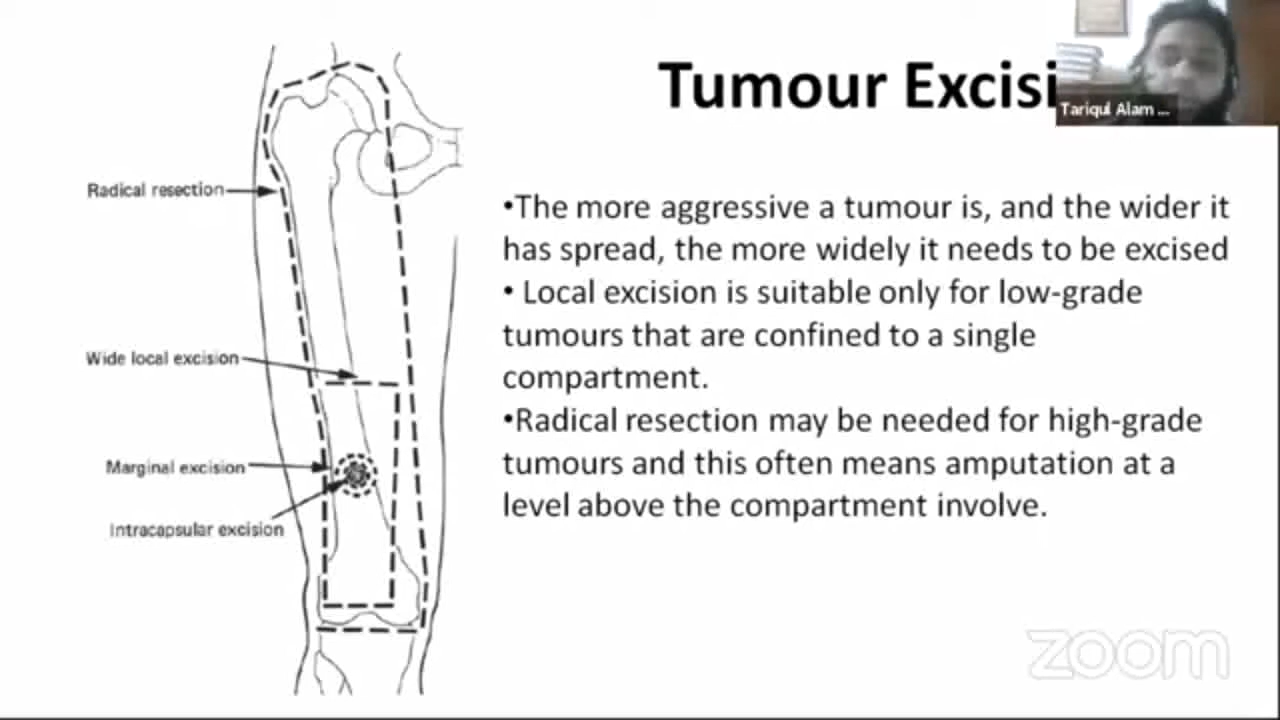 Tumour Excisi
Tariqul Alam ...
Radical resection
Wide local excision
Marginal excision
Intracapsular excision
•The more aggressive a tumour is, and the wider it
has spread, the more widely it needs to be excised
• Local excision is suitable only for low-grade
tumours that are confined to a single
compartment.
•Radical resection may be needed for high-grade
tumours and this often means amputation at a
level above the compartment involve.
zoom